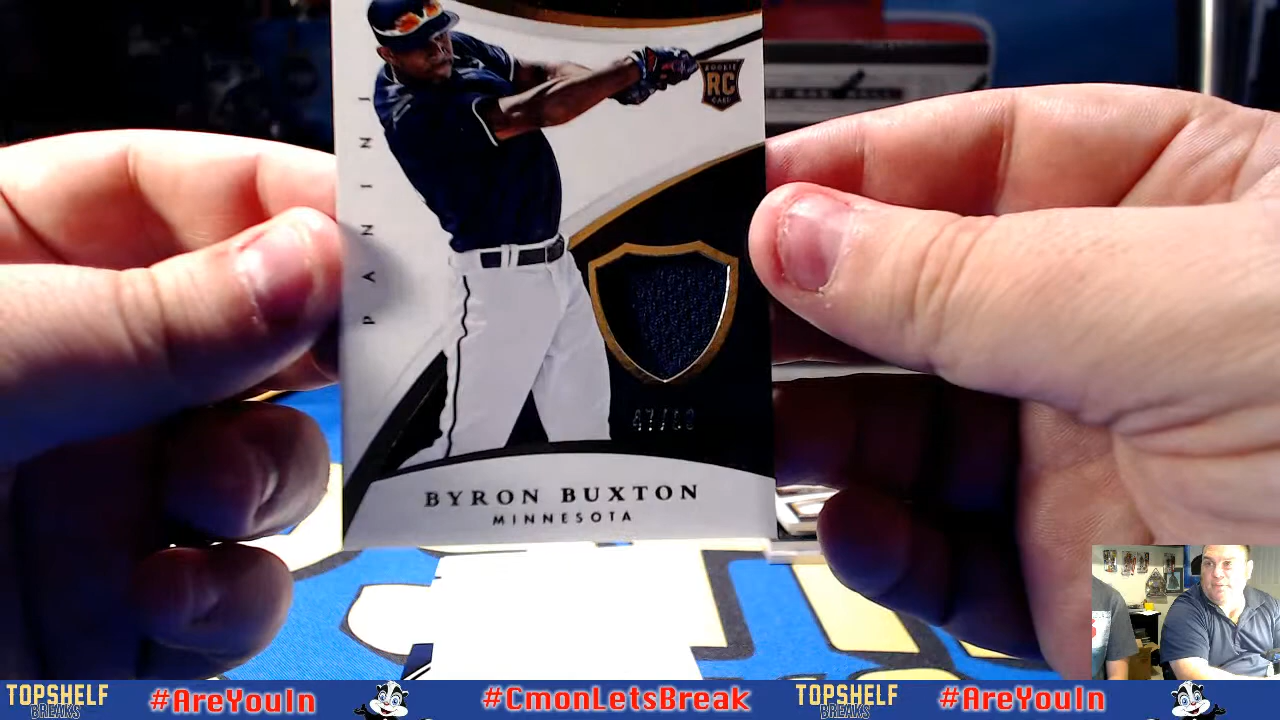 PANINI
ROOKIE
RC
CARD
BYRON BUXTON
MINNESOTA
TOPSHELF
BREAKS
#AreYouIn
#CmonLetsBreak
TOPSHELF
BREAKS
#AreYouIn